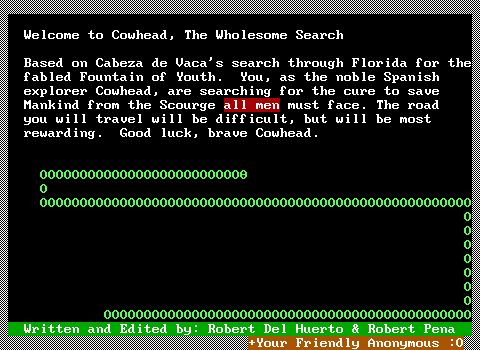 Welcome to Cowhead, The Wholesome Search
Based on Cabeza de Vaca's search through Florida for the
fabled Fountain of Youth.  You, as the noble Spanish
explorer Cowhead, are searching for the cure to save
Mankind from the Scourge all men must face. The road
you will travel will be difficult, but will be most
rewarding.  Good luck, brave Cowhead.
OOOOOOOOOOOOOOOOOOOOOOOOOθ
O
OOOOOOOOOOOOOOOOOOOOOOOOOOOOOOOOOOOOOOOOOOOOOOOOOOOOOO
O
O
O
O
O
O
O
OOOOOOOOOOOOOOOOOOOOOOOOOOOOOOOOOOOOOOOOOOOOOO
Written and Edited by: Robert Del Huerto & Robert Pena
+Your Friendly Anonymous :O